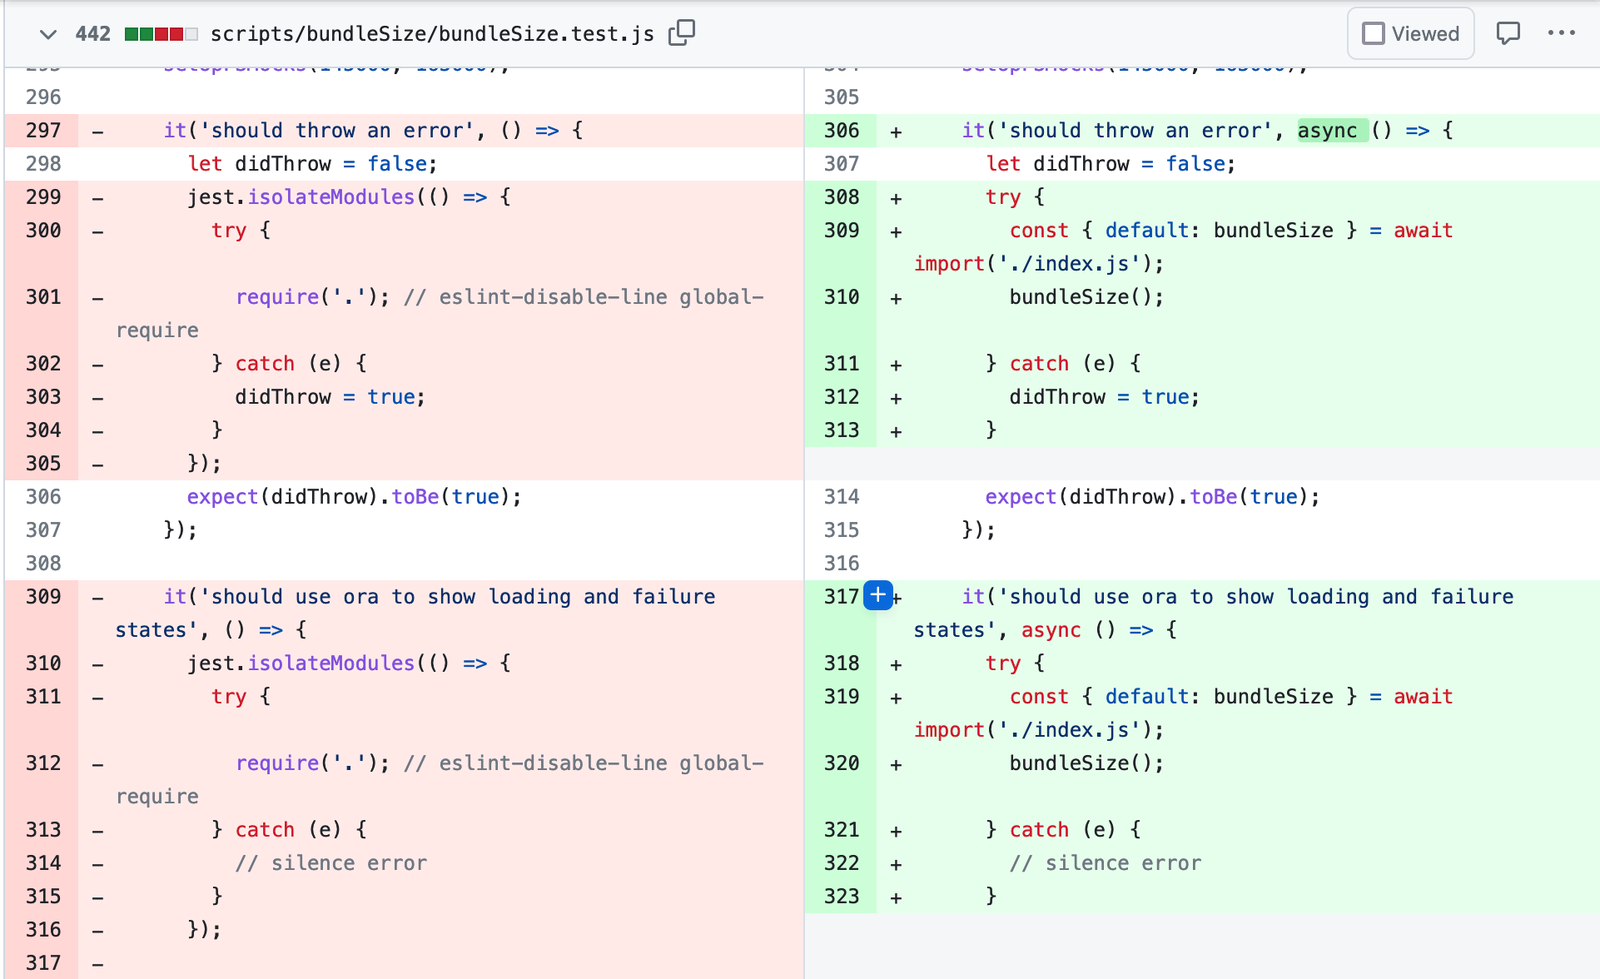 442 scripts/bundleSize/bundleSize.test.js Viewed
296
297 - it('should throw an error', () => {
298 let didThrow = false;
299 - jest.isolateModules(() => {
300 - try {
301 - require('.'); // eslint-disable-line global-
require
302 - } catch (e) {
303 - didThrow = true;
304 - }
305 - });
306 expect(didThrow).toBe(true);
307 });
308
309 - it('should use ora to show loading and failure
states', () => {
310 - jest.isolateModules(() => {
311 - try {
312 - require('.'); // eslint-disable-line global-
require
313 - } catch (e) {
314 - // silence error
315 - }
316 - });
317 -
305
306 + it('should throw an error', async () => {
307 let didThrow = false;
308 + try {
309 + const { default: bundleSize } = await
import('./index.js');
310 + bundleSize();
311 + } catch (e) {
312 + didThrow = true;
313 + }
314 expect(didThrow).toBe(true);
315 });
316
317 + it('should use ora to show loading and failure
states', async () => {
318 + try {
319 + const { default: bundleSize } = await
import('./index.js');
320 + bundleSize();
321 + } catch (e) {
322 + // silence error
323 + }